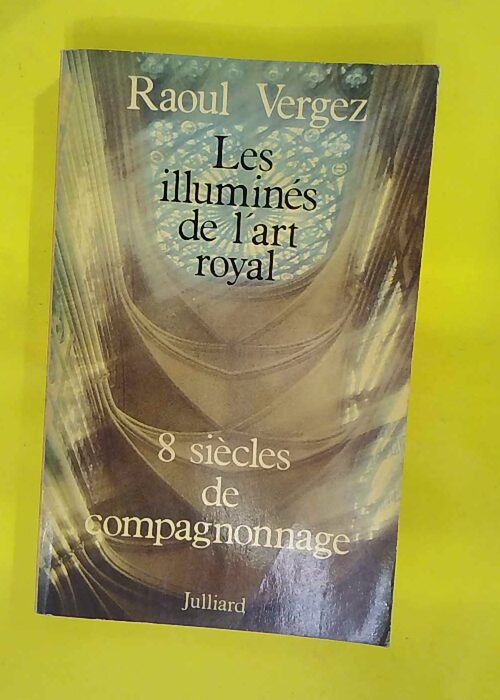 Raoul Vergez
Les
illuminés
de l'art
royal
8 siècles
de
compagnonnage
Julliard